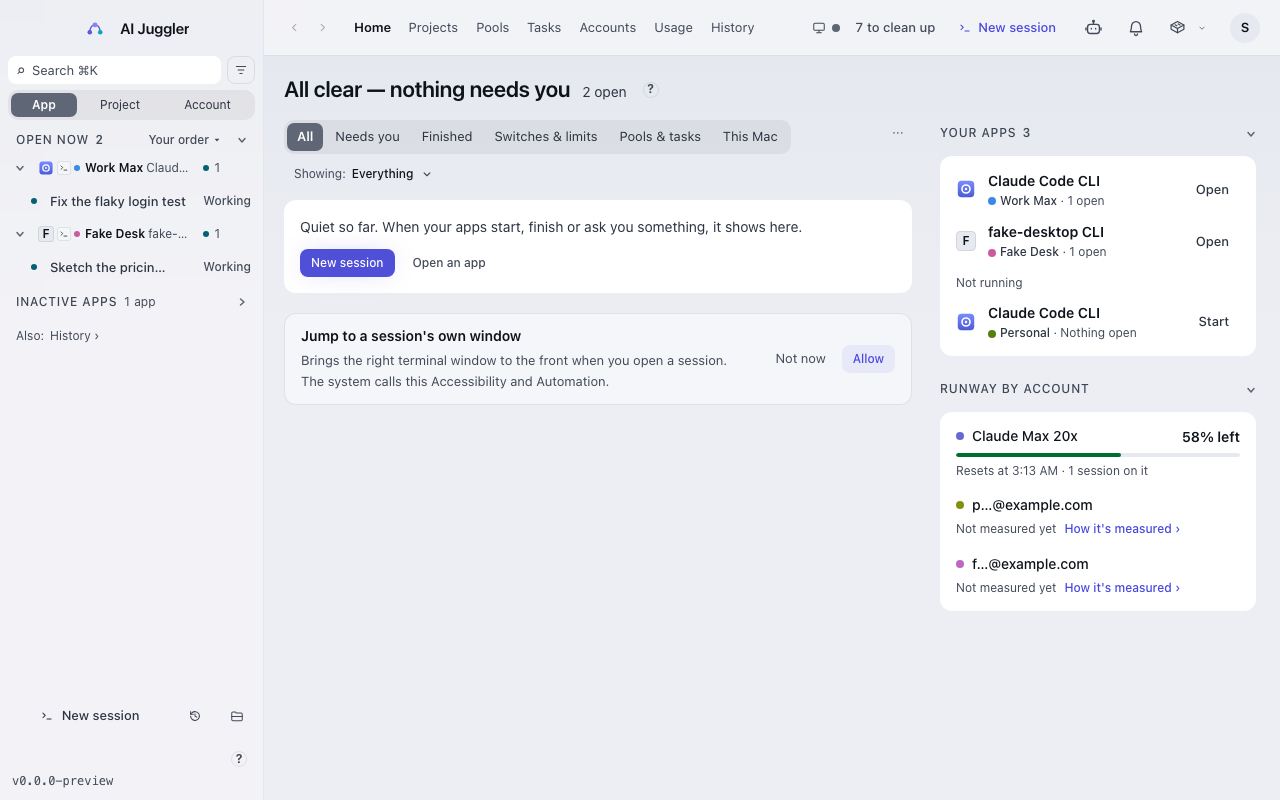 AI Juggler
Search ⌘K
App Project Account
OPEN NOW 2 Your order
Work Max Claud... 1
Fix the flaky login test Working
F Fake Desk fake-... 1
Sketch the pricin... Working
INACTIVE APPS 1 app
Also: History ›
New session
?
v0.0.0-preview
Home Projects Pools Tasks Accounts Usage History 7 to clean up New session S
All clear — nothing needs you 2 open ?
All Needs you Finished Switches & limits Pools & tasks This Mac ...
Showing: Everything
Quiet so far. When your apps start, finish or ask you something, it shows here.
New session Open an app
Jump to a session's own window
Brings the right terminal window to the front when you open a session.
The system calls this Accessibility and Automation.
Not now Allow
YOUR APPS 3
Claude Code CLI
Work Max · 1 open
Open
F fake-desktop CLI
Fake Desk · 1 open
Open
Not running
Claude Code CLI
Personal · Nothing open
Start
RUNWAY BY ACCOUNT
Claude Max 20x 58% left
Resets at 3:13 AM · 1 session on it
p...@example.com
Not measured yet How it's measured ›
f...@example.com
Not measured yet How it's measured ›